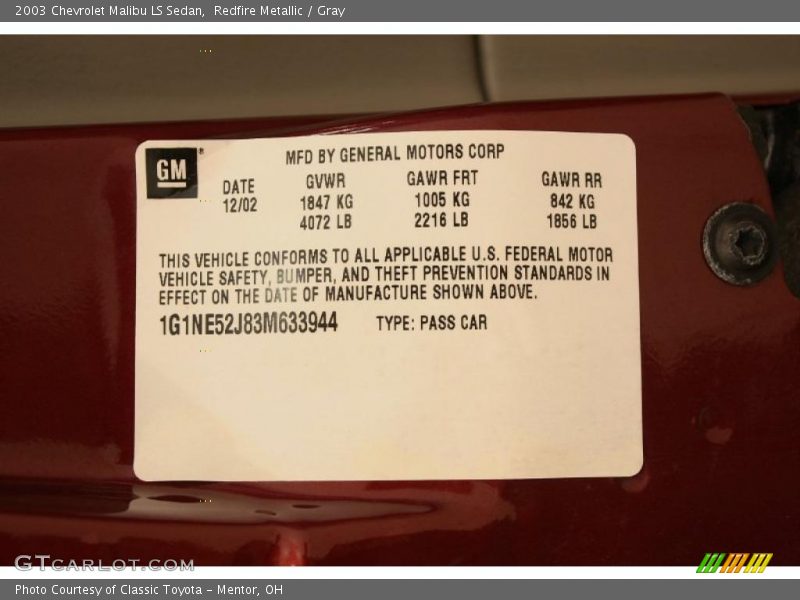 2003 Chevrolet Malibu LS Sedan,  Redfire Metallic / Gray
GM®
MFD BY GENERAL MOTORS CORP
DATE GVWR GAWR FRT GAWR RR
12/02 1847 KG 1005 KG 842 KG
4072 LB 2216 LB 1856 LB
THIS VEHICLE CONFORMS TO ALL APPLICABLE U.S. FEDERAL MOTOR
VEHICLE SAFETY, BUMPER, AND THEFT PREVENTION STANDARDS IN
EFFECT ON THE DATE OF MANUFACTURE SHOWN ABOVE.
1G1NE52J83M633944 TYPE: PASS CAR
GTCARLOT.COM
Photo Courtesy of Classic Toyota - Mentor, OH